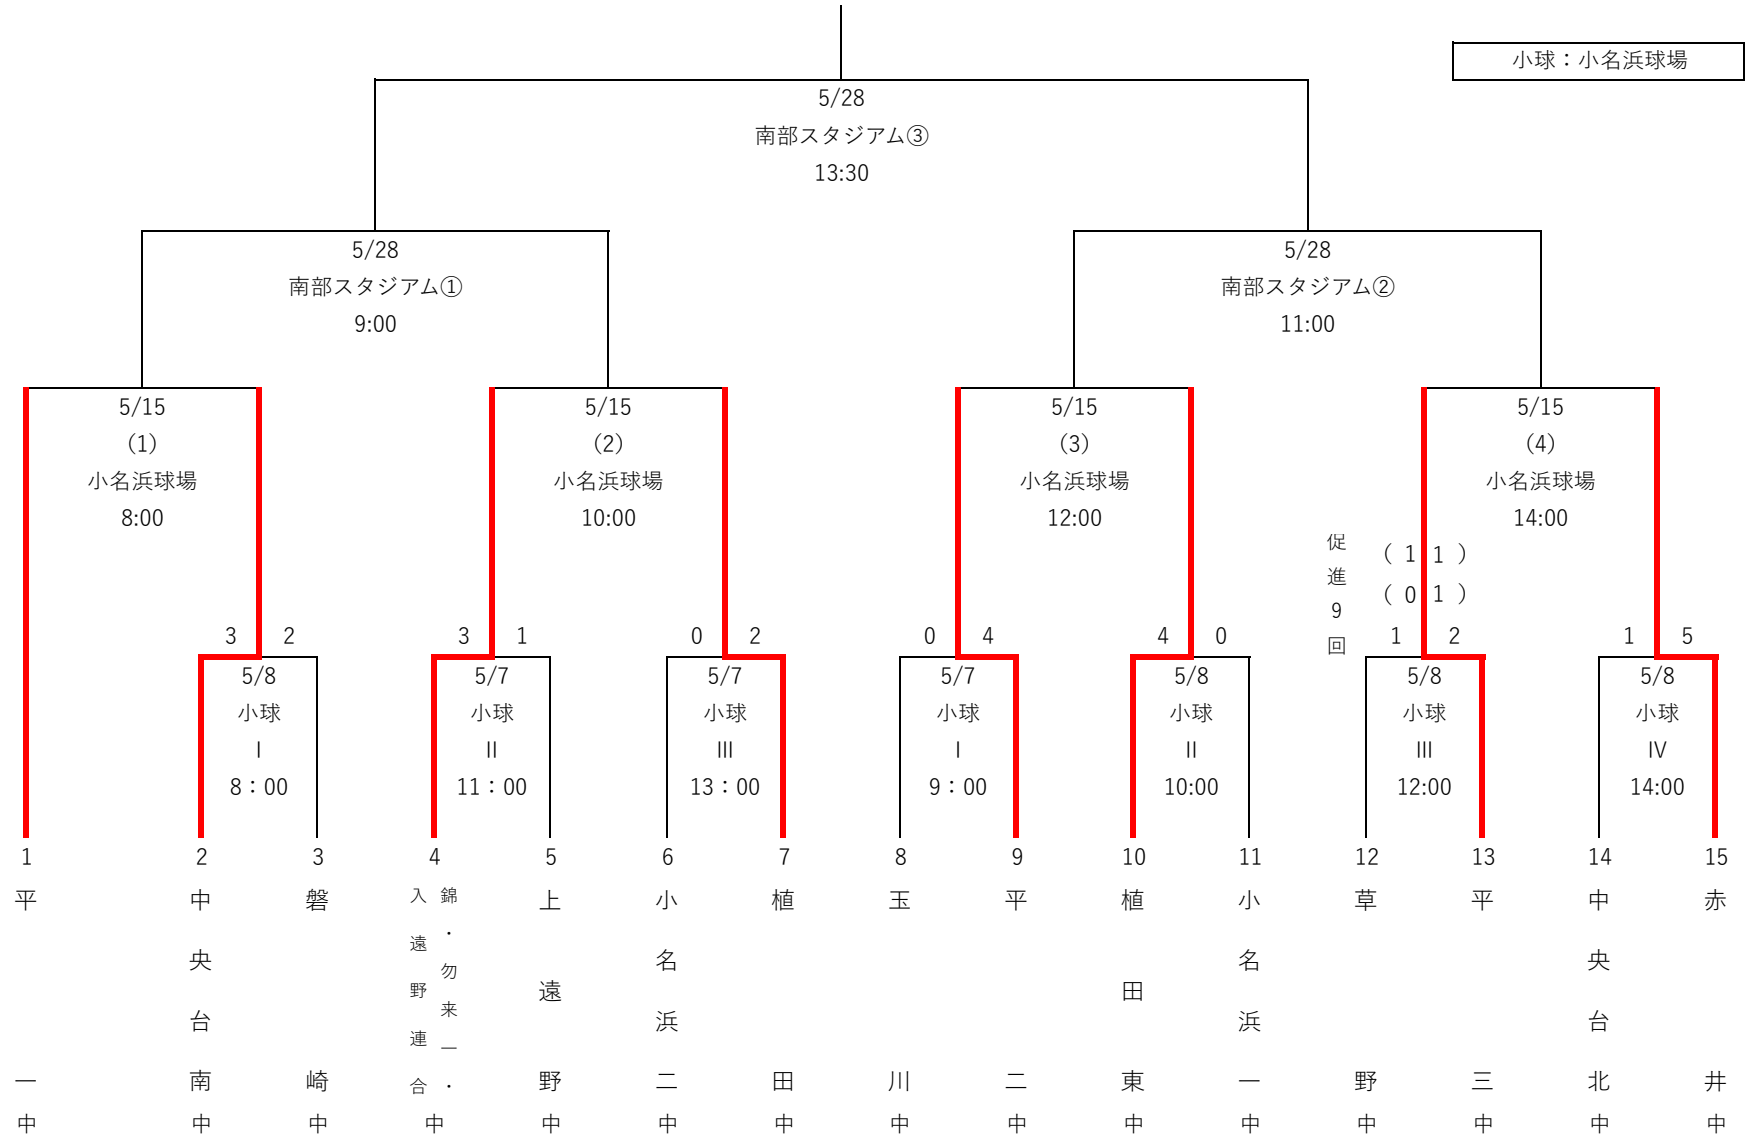 小球：小名浜球場
5/28
南部スタジアム③
13:30
5/28
南部スタジアム①
9:00
5/28
南部スタジアム②
11:00
5/15
(1)
小名浜球場
8:00
5/15
(2)
小名浜球場
10:00
5/15
(3)
小名浜球場
12:00
5/15
(4)
小名浜球場
14:00
促進9回
( 1 1 )
( 0 1 )
3 2
3 1
0 2
0 4
4 0
1 2
1 5
5/8
小球
I
8：00
5/7
小球
II
11：00
5/7
小球
III
13：00
5/7
小球
I
9：00
5/8
小球
II
10:00
5/8
小球
III
12:00
5/8
小球
IV
14:00
1
平一中
2
中央台南中
3
磐崎中
4
錦・勿来一・
入遠野連合
中
5
上遠野中
6
小名浜二中
7
植田中
8
玉川中
9
平二中
10
植田東中
11
小名浜一中
12
草野中
13
平三中
14
中央台北中
15
赤井中